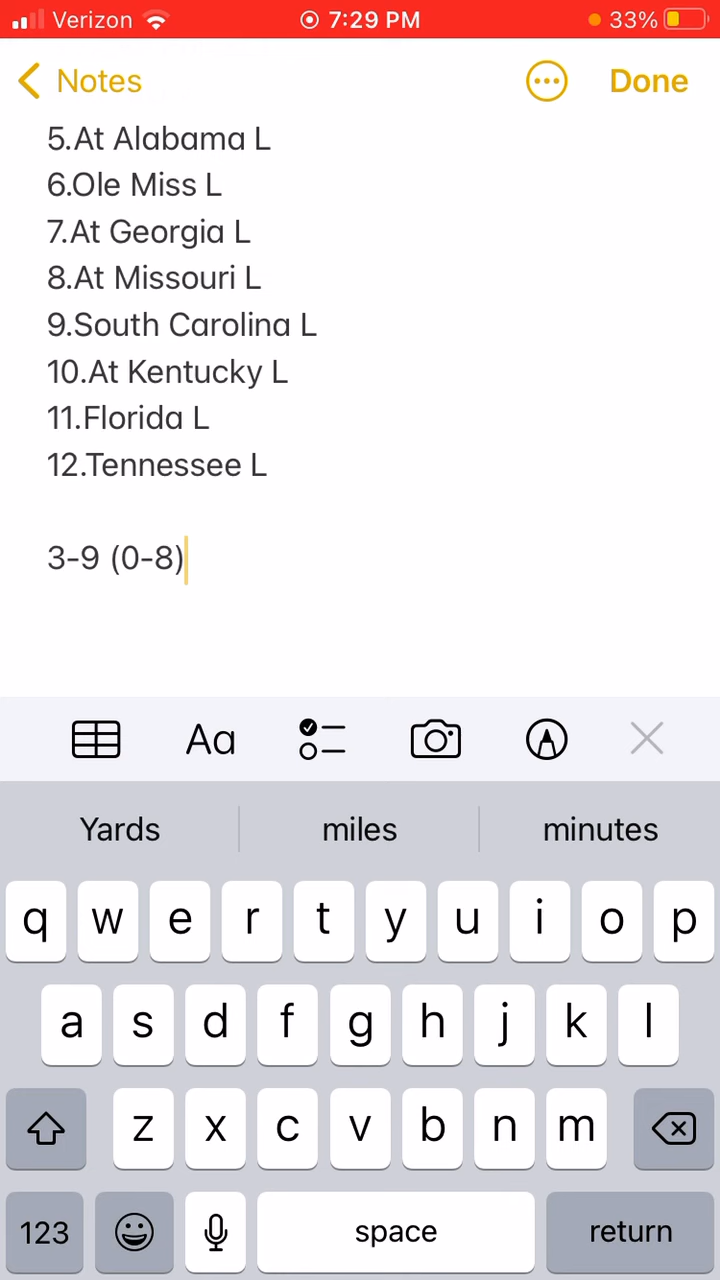 Verizon 7:29 PM 33%
Notes Done
5.At Alabama L
6.Ole Miss L
7.At Georgia L
8.At Missouri L
9.South Carolina L
10.At Kentucky L
11.Florida L
12.Tennessee L
3-9 (0-8)
Aa
Yards miles minutes
q w e r t y u i o p
a s d f g h j k l
z x c v b n m
123 space return